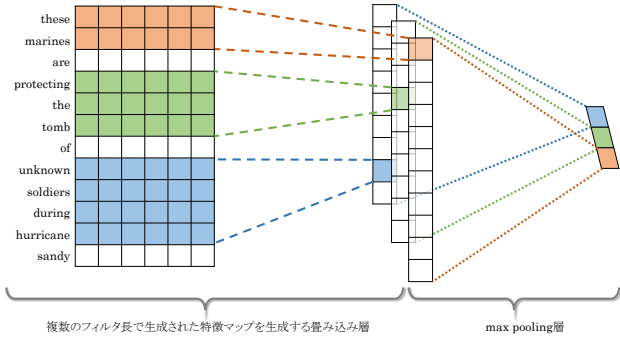 these
marines
are
protecting
the
tomb
of
unknown
soldiers
during
hurricane
sandy
複数のフィルタ長で生成された特徴マップを生成する畳み込み層
max pooling層